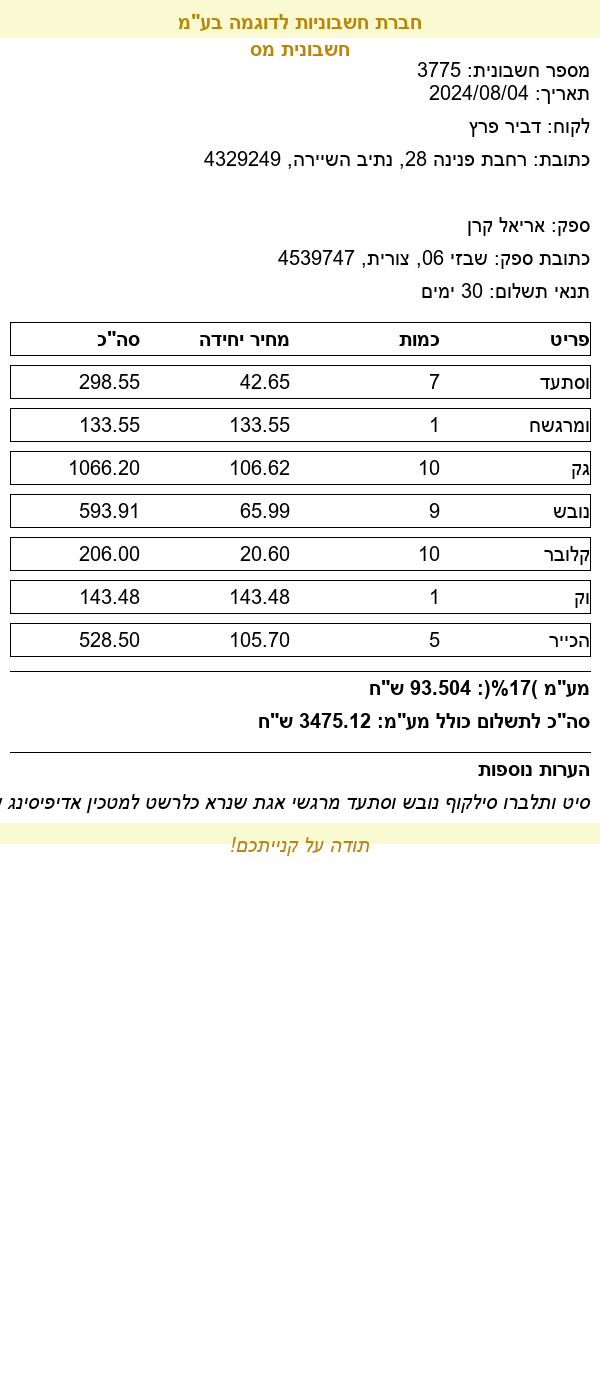 חברת חשבוניות לדוגמה בע"מ
חשבונית מס
מספר חשבונית: 3775
תאריך: 2024/08/04
לקוח: דביר פרץ
כתובת: רחבת פנינה 28, נתיב השיירה, 4329249
ספק: אריאל קרן
כתובת ספק: שבזי 06, צורית, 4539747
תנאי תשלום: 30 ימים
פריט כמות מחיר יחידה סה"כ
וסתעד 7 42.65 298.55
ומרגשח 1 133.55 133.55
גק 10 106.62 1066.20
נובש 9 65.99 593.91
קלובר 10 20.60 206.00
וק 1 143.48 143.48
הכייר 5 105.70 528.50
מע"מ )17%(: 93.504 ש"ח
סה"כ לתשלום כולל מע"מ: 3475.12 ש"ח
הערות נוספות
סיט ותלברו סילקוף נובש וסתעד מרגשי אגת שנרא כלרשט למטכין אדיפיסינג
תודה על קנייתכם!